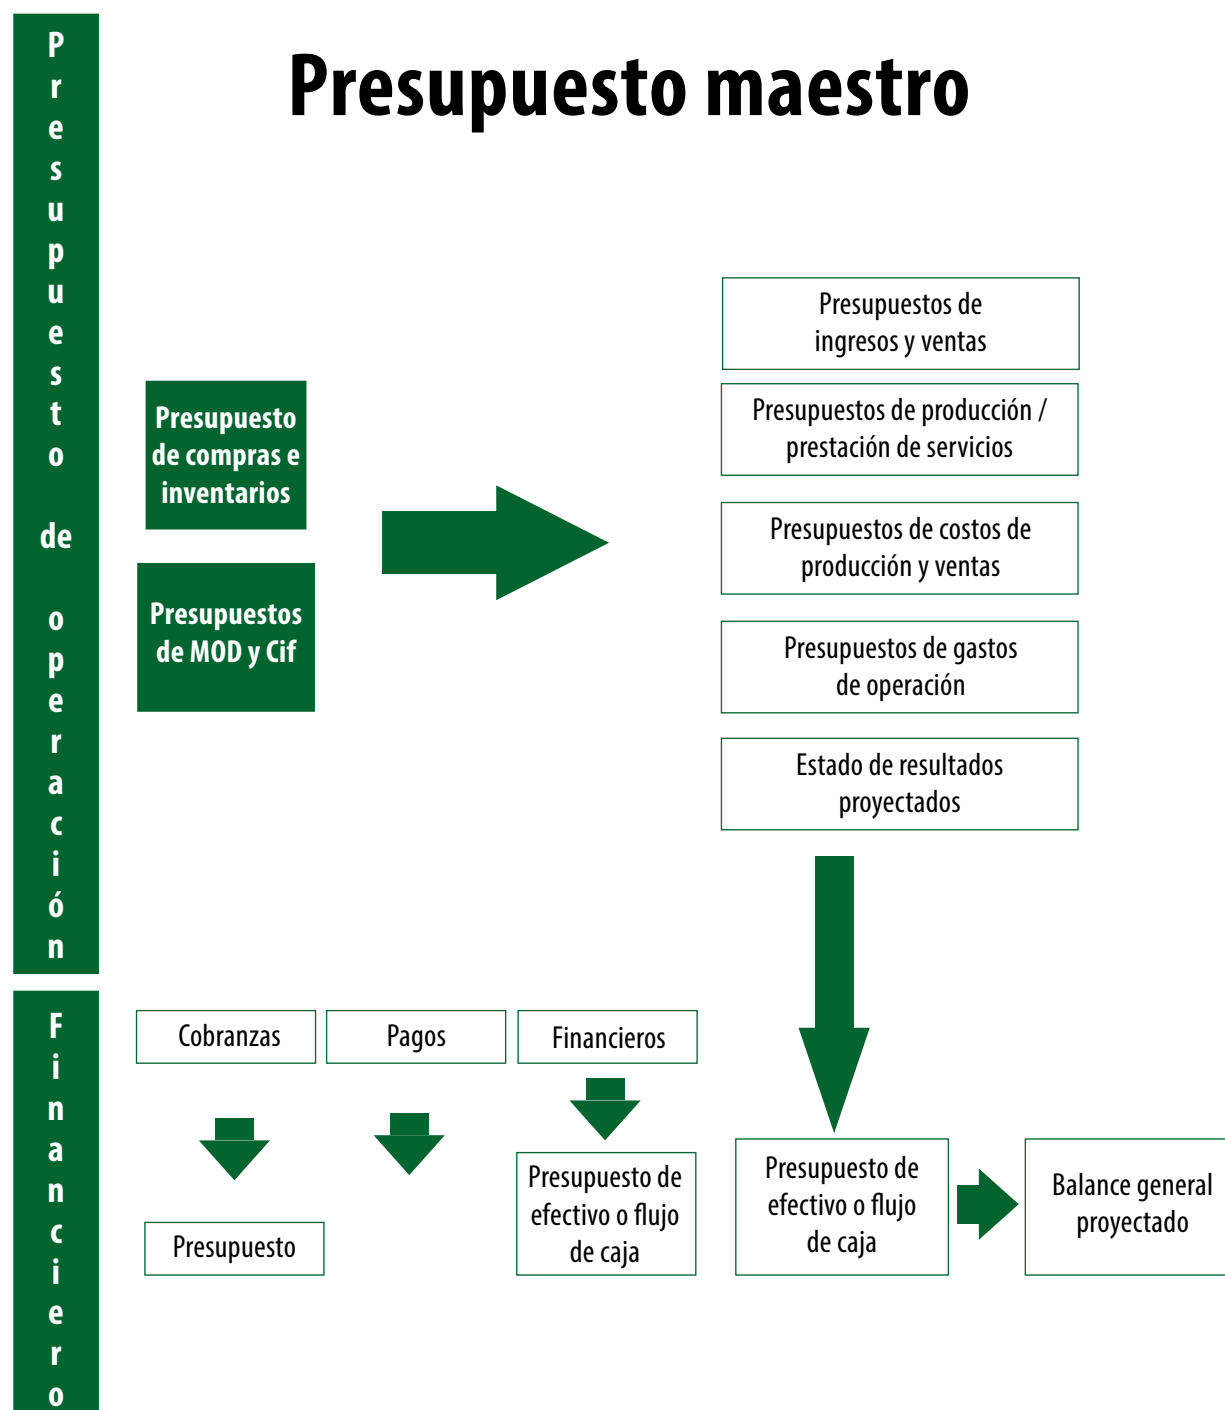 Presupuesto de operación
Presupuesto maestro
Presupuestos de
ingresos y ventas
Presupuesto
de compras e
inventarios
Presupuestos de producción /
prestación de servicios
Presupuestos de costos de
producción y ventas
Presupuestos
de MOD y Cif
Presupuestos de gastos
de operación
Estado de resultados
proyectados
Financiero
Cobranzas
Pagos
Financieros
Presupuesto
Presupuesto de
efectivo o flujo
de caja
Presupuesto de
efectivo o flujo
de caja
Balance general
proyectado